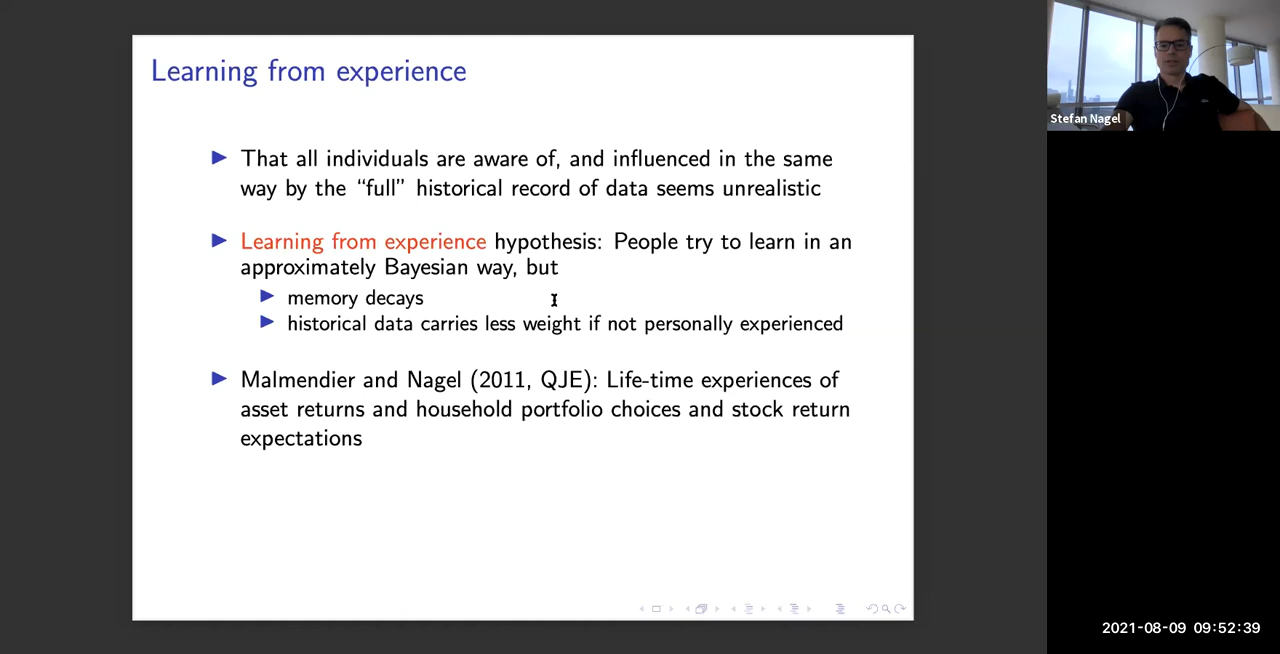 Learning from experience
That all individuals are aware of, and influenced in the same
way by the “full” historical record of data seems unrealistic
Learning from experience hypothesis: People try to learn in an
approximately Bayesian way, but
memory decays
historical data carries less weight if not personally experienced
Malmendier and Nagel (2011, QJE): Life-time experiences of
asset returns and household portfolio choices and stock return
expectations
Stefan Nagel
2021-08-09 09:52:39